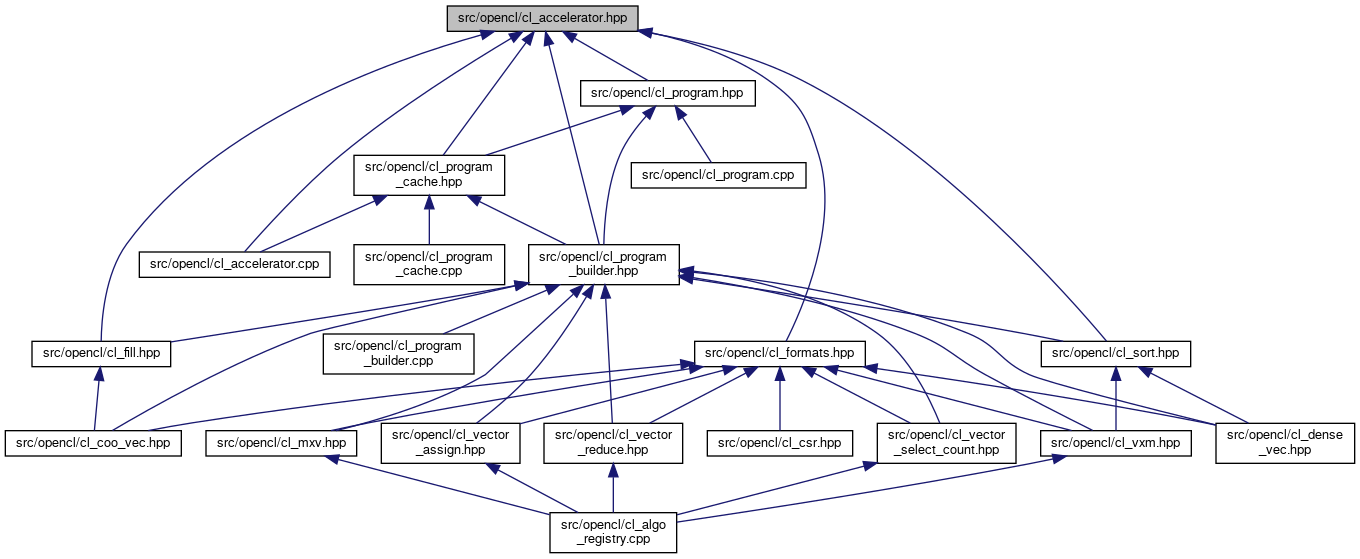 src/opencl/cl_accelerator.hpp
src/opencl/cl_program.hpp
src/opencl/cl_program
_cache.hpp
src/opencl/cl_program.cpp
src/opencl/cl_accelerator.cpp
src/opencl/cl_program
_cache.cpp
src/opencl/cl_program
_builder.hpp
src/opencl/cl_fill.hpp
src/opencl/cl_program
_builder.cpp
src/opencl/cl_formats.hpp
src/opencl/cl_sort.hpp
src/opencl/cl_coo_vec.hpp
src/opencl/cl_mxv.hpp
src/opencl/cl_vector
_assign.hpp
src/opencl/cl_vector
_reduce.hpp
src/opencl/cl_csr.hpp
src/opencl/cl_vector
_select_count.hpp
src/opencl/cl_vxm.hpp
src/opencl/cl_dense
_vec.hpp
src/opencl/cl_algo
_registry.cpp